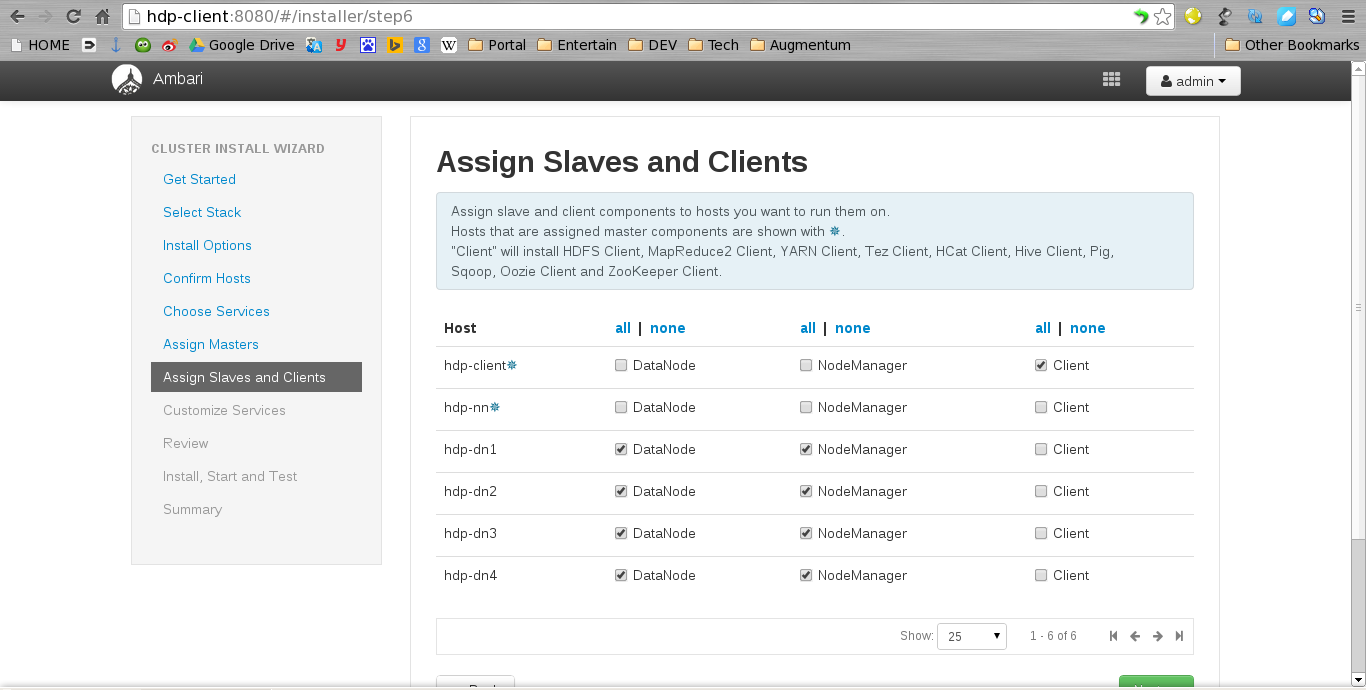 hdp-client:8080/#/installer/step6
HOME Google Drive Portal Entertain DEV Tech Augmentum Other Bookmarks
Ambari admin
CLUSTER INSTALL WIZARD
Get Started
Select Stack
Install Options
Confirm Hosts
Choose Services
Assign Masters
Assign Slaves and Clients
Customize Services
Review
Install, Start and Test
Summary
Assign Slaves and Clients
Assign slave and client components to hosts you want to run them on.
Hosts that are assigned master components are shown with ✵.
"Client" will install HDFS Client, MapReduce2 Client, YARN Client, Tez Client, HCat Client, Hive Client, Pig,
Sqoop, Oozie Client and ZooKeeper Client.
Host all | none all | none all | none
hdp-client✵ DataNode NodeManager Client
hdp-nn✵ DataNode NodeManager Client
hdp-dn1 DataNode NodeManager Client
hdp-dn2 DataNode NodeManager Client
hdp-dn3 DataNode NodeManager Client
hdp-dn4 DataNode NodeManager Client
Show: 25 1 - 6 of 6